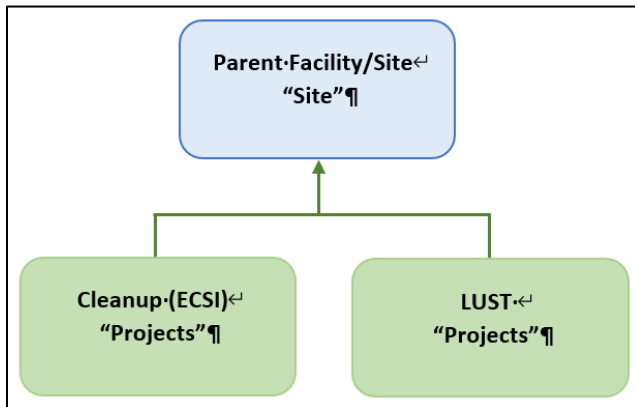 Parent·Facility/Site↵
“Site”¶
Cleanup·(ECSI)↵
“Projects”¶
LUST·↵
“Projects”¶